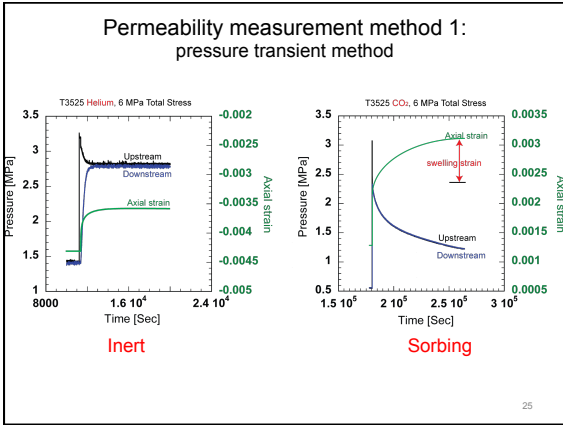 Permeability measurement method 1:
pressure transient method
T3525 Helium, 6 MPa Total Stress
3.5
3
2.5
2
1.5
1
Pressure [MPa]
Upstream
Downstream
Axial strain
-0.002
-0.0025
-0.003
-0.0035
-0.004
-0.0045
-0.005
Axial strain
8000
1.6 10⁴
2.4 10⁴
Time [Sec]
Inert
T3525 CO₂, 6 MPa Total Stress
3.5
3
2.5
2
1.5
1
0.5
Pressure [MPa]
Axial strain
swelling strain
Upstream
Downstream
0.0035
0.003
0.0025
0.002
0.0015
0.001
0.0005
Axial strain
1.5 10⁵
2 10⁵
2.5 10⁵
3 10⁵
Time [Sec]
Sorbing
25